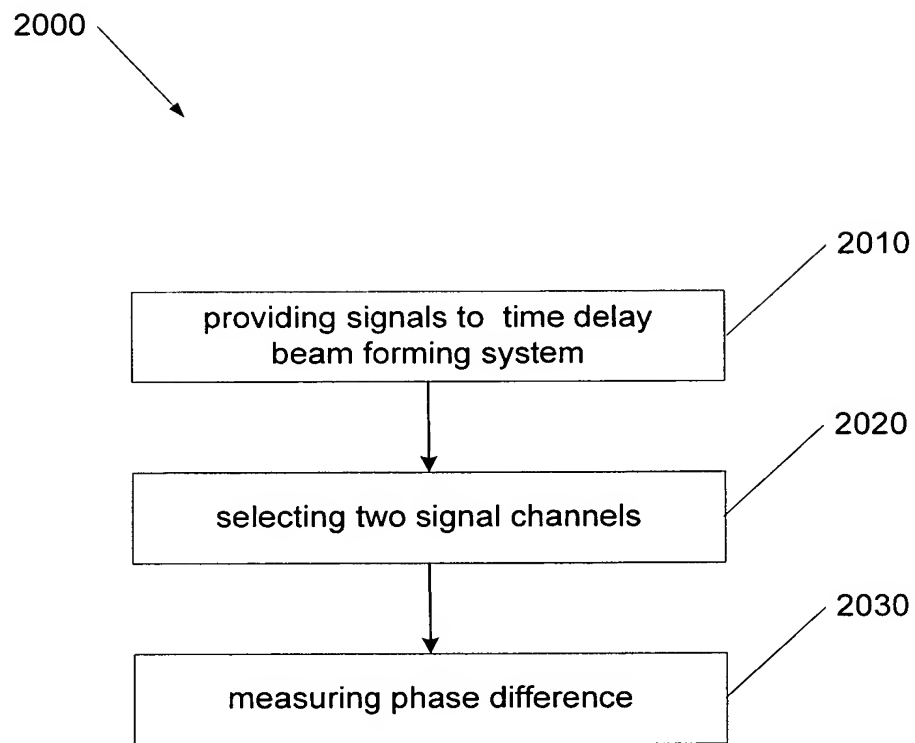 2000
2010
providing signals to time delay
beam forming system
2020
selecting two signal channels
2030
measuring phase difference